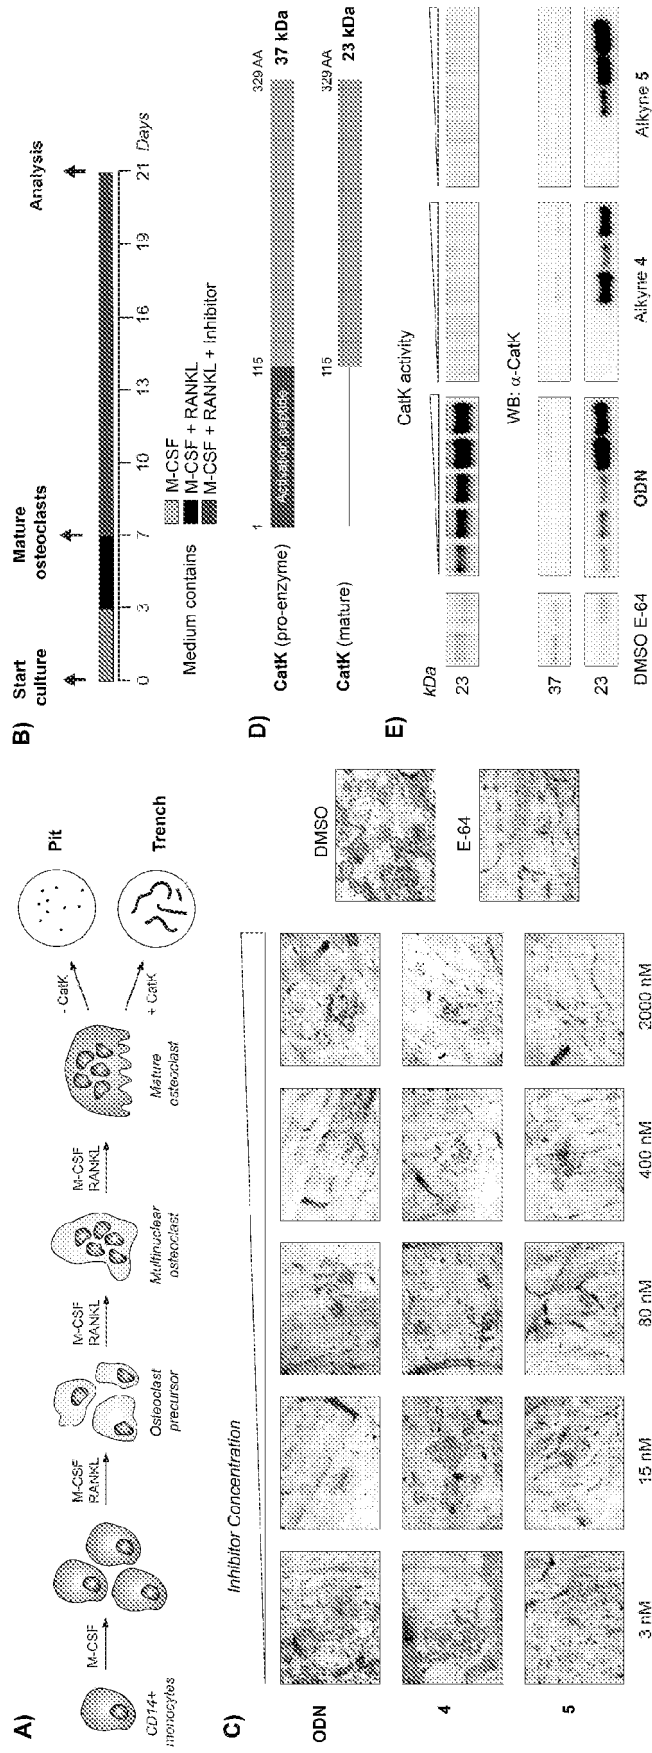 A)
CD14+
monocytes
M-CSF
M-CSF
RANKL
Osteoclast
precursor
M-CSF
RANKL
Multinuclear
osteoclast
M-CSF
RANKL
Mature
osteoclast
- CatK
+ CatK
Pit
Trench
B)
Start
culture
Mature
osteoclasts
Analysis
0 3 7 10 13 16 19 21 Days
Medium contains
M-CSF
M-CSF + RANKL
M-CSF + RANKL + inhibitor
C)
Inhibitor Concentration
ODN
4
5
3 nM 15 nM 80 nM 400 nM 2000 nM
DMSO
E-64
D)
1 115 329 AA
CatK (pro-enzyme) Activation peptide 37 kDa
115 329 AA
CatK (mature) 23 kDa
E)
kDa
CatK activity
23
WB: α-CatK
37
23
DMSO E-64 ODN Alkyne 4 Alkyne 5